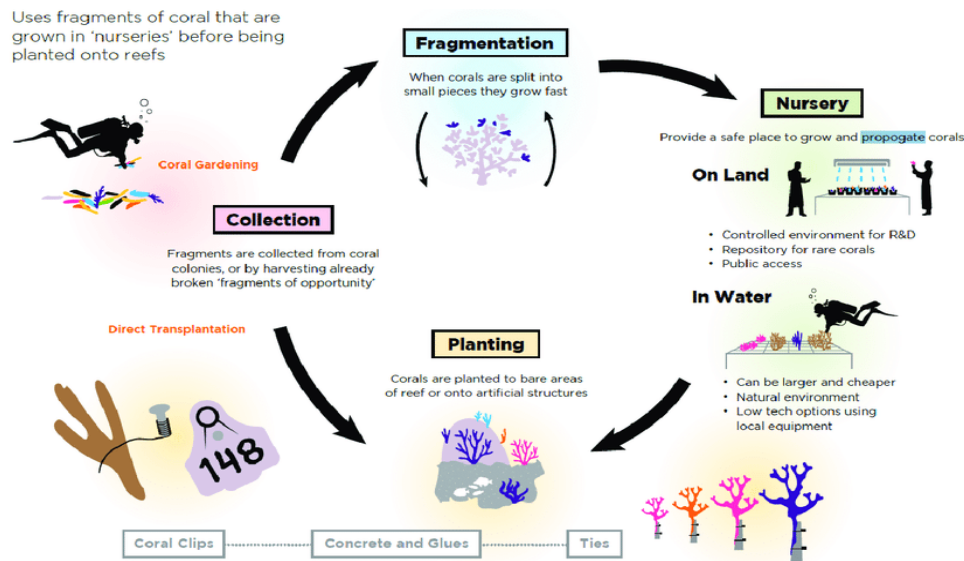 Uses fragments of coral that are
grown in ‘nurseries’ before being
planted onto reefs
Fragmentation
When corals are split into
small pieces they grow fast
Nursery
Provide a safe place to grow and propogate corals
On Land
• Controlled environment for R&D
• Repository for rare corals
• Public access
In Water
• Can be larger and cheaper
• Natural environment
• Low tech options using
local equipment
Coral Gardening
Collection
Fragments are collected from coral
colonies, or by harvesting already
broken ‘fragments of opportunity’
Direct Transplantation
148
Planting
Corals are planted to bare areas
of reef or onto artificial structures
Coral Clips
Concrete and Glues
Ties